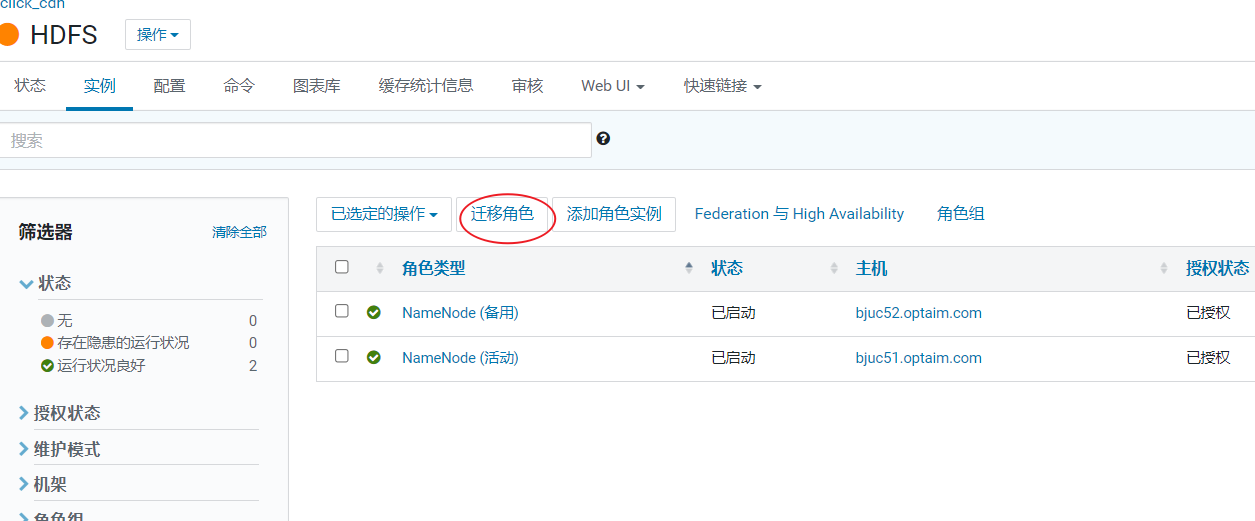 click_cdh
HDFS 操作
状态 实例 配置 命令 图表库 缓存统计信息 审核 Web UI 快速链接
搜索
筛选器 清除全部
状态
无 0
存在隐患的运行状况 0
运行状况良好 2
授权状态
维护模式
机架
角色组
已选定的操作 迁移角色 添加角色实例 Federation 与 High Availability 角色组
角色类型 状态 主机 授权状态
NameNode (备用) 已启动 bjuc52.optaim.com 已授权
NameNode (活动) 已启动 bjuc51.optaim.com 已授权